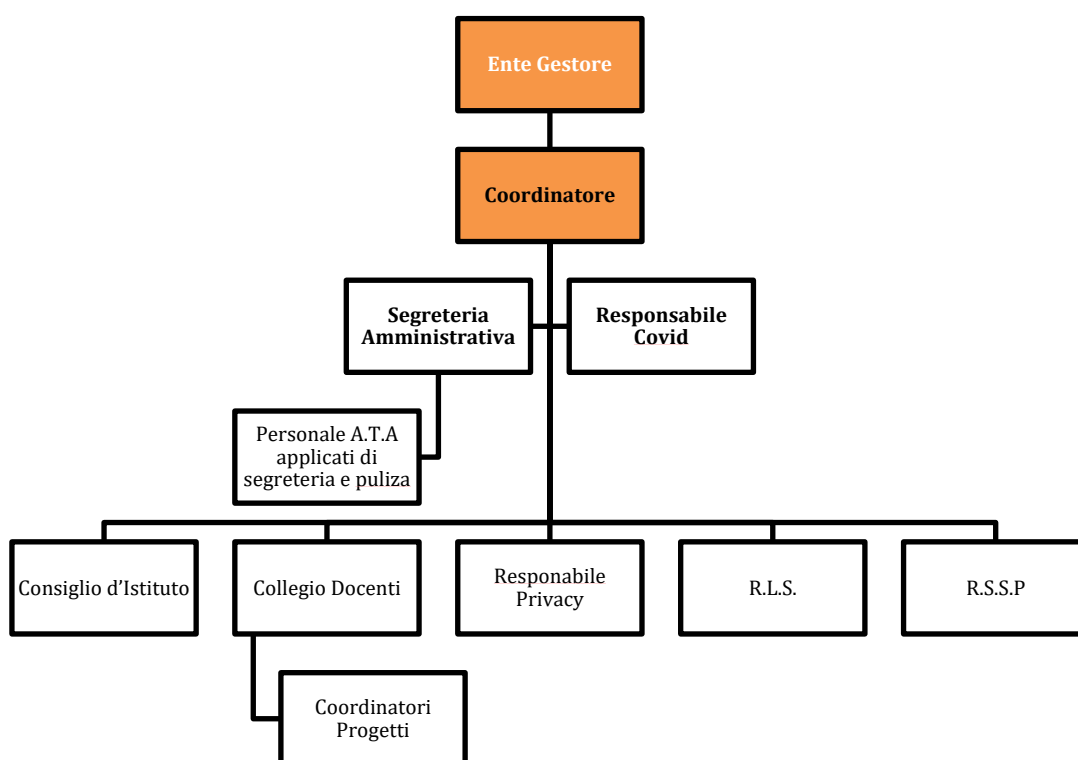 Ente Gestore
Coordinatore
Segreteria
Amministrativa
Responsabile
Covid
Personale A.T.A
applicati di
segreteria e puliza
Consiglio d’Istituto
Collegio Docenti
Responabile
Privacy
R.L.S.
R.S.S.P
Coordinatori
Progetti